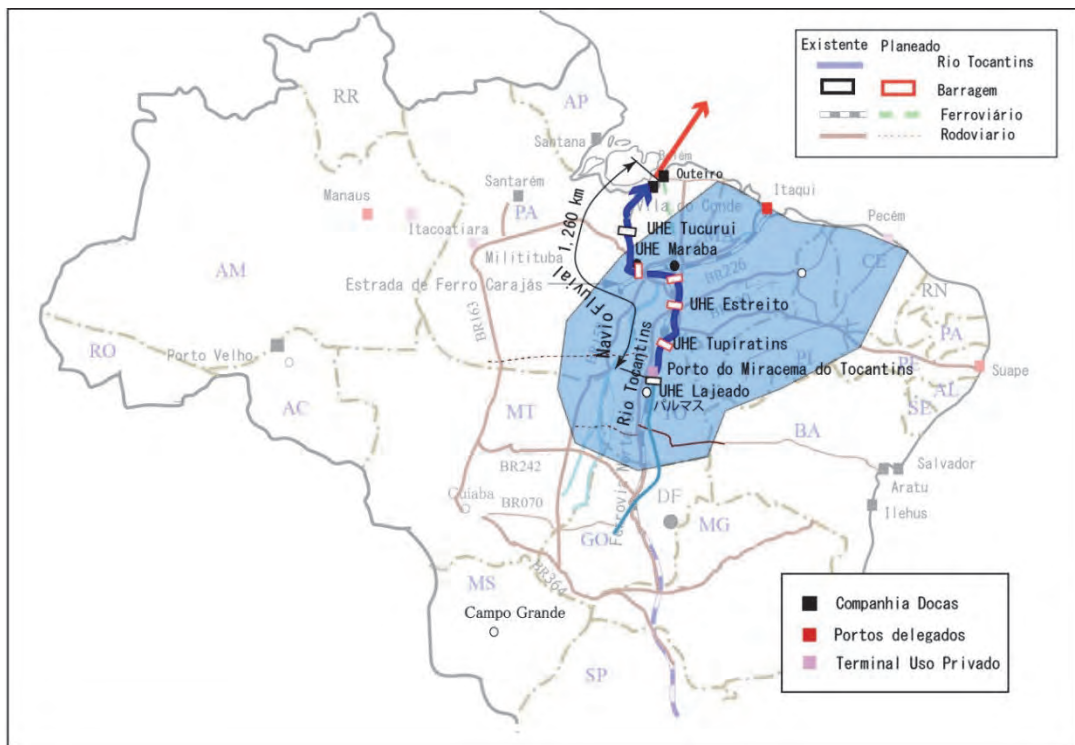 Existente Planeado
Rio Tocantins
Barragem
Ferroviário
Rodoviario
RR
AP
Santana
Belém
Outeiro
Manaus
Santarém
PA
Vila do Conde
Itaqui
Itacoatiara
1,260 km
UHE Tucurui
MA
Pecém
Militituba
UHE Maraba
CE
AM
Estrada de Ferro Carajás
BR226
Fluvial
RN
BR163
Navio
UHE Estreito
PA
RO
Porto Velho
UHE Tupiratins
PI
PE
Suape
Rio Tocantins
Porto do Miracema do Tocantins
AL
AC
MT
UHE Lajeado
TO
SE
パルマス
BA
BR242
Salvador
Cuiaba
BR070
DF
Aratu
MG
Ilehus
GO
MS
BR364
Campo Grande
SP
Companhia Docas
Portos delegados
Terminal Uso Privado